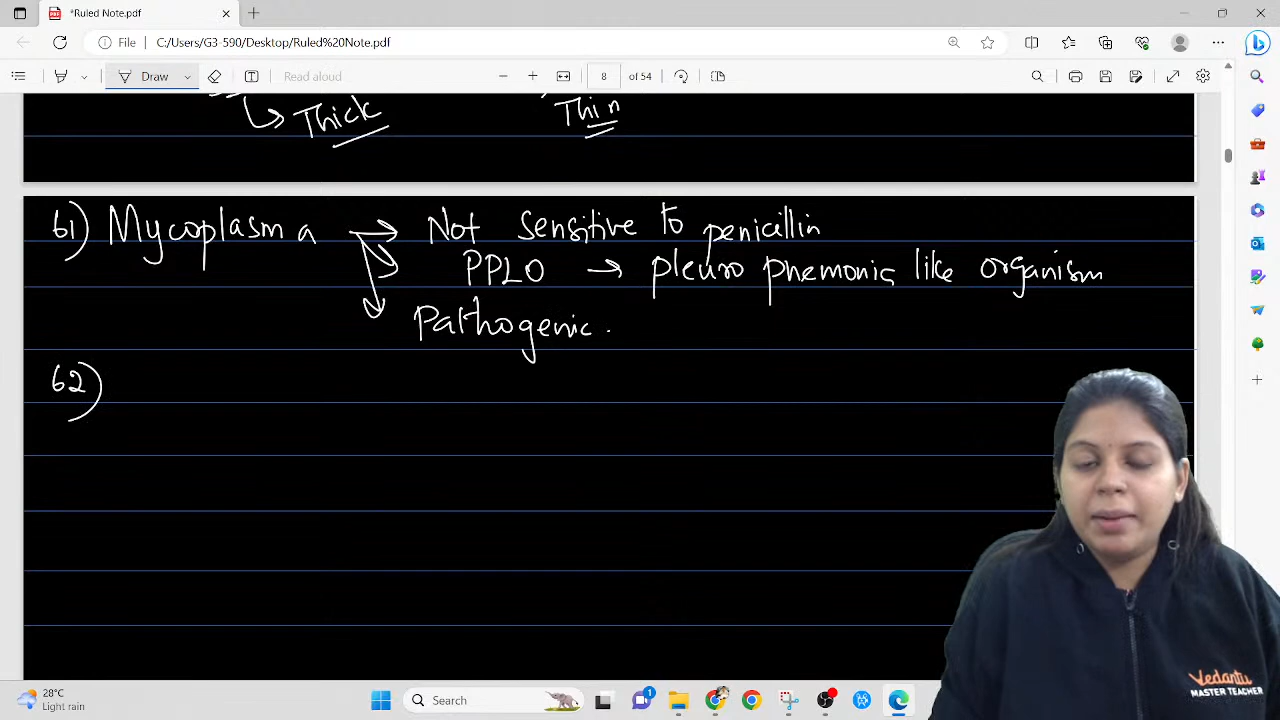 *Ruled Note.pdf
File C:/Users/G3-590/Desktop/Ruled%20Note.pdf
Draw Read aloud 8 of 54
Thick Thin
61) Mycoplasma → Not sensitive to penicillin
PPLO → pleuro pnemonic like organism
Pathogenic.
62)
Vedantu
MASTER TEACHER
28°C
Light rain
Search
1